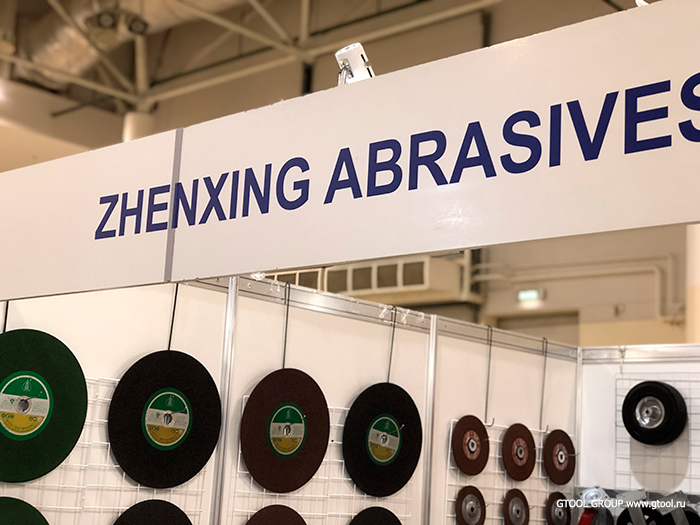 ZHENXING ABRASIVES
GTOOL GROUP www.gtool.ru